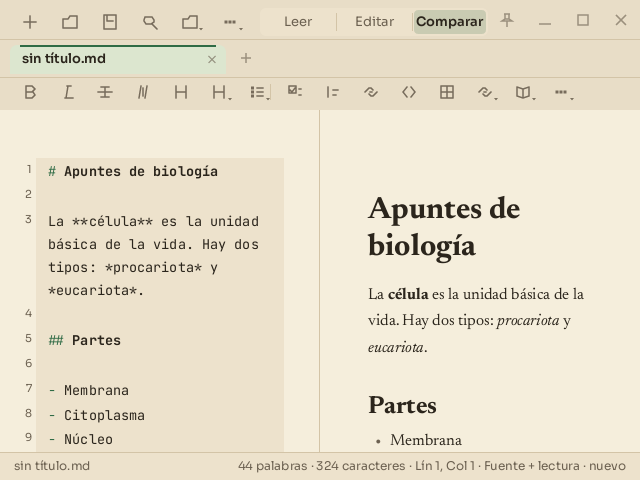 Leer
Editar
Comparar
sin título.md
1 # Apuntes de biología
2
3 La **célula** es la unidad
básica de la vida. Hay dos
tipos: *procariota* y
*eucariota*.
4
5 ## Partes
6
7 - Membrana
8 - Citoplasma
9 - Núcleo
Apuntes de
biología
La célula es la unidad básica de la
vida. Hay dos tipos: procariota y
eucariota.
Partes
• Membrana
sin título.md
44 palabras · 324 caracteres · Lín 1, Col 1 · Fuente + lectura · nuevo